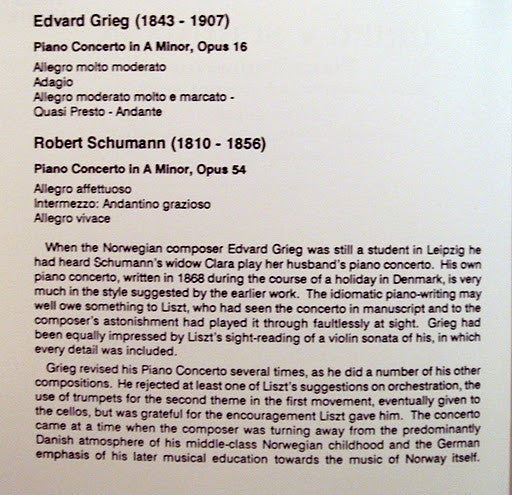 Edvard Grieg (1843 - 1907)
Piano Concerto in A Minor, Opus 16
Allegro molto moderato
Adagio
Allegro moderato molto e marcato -
Quasi Presto - Andante
Robert Schumann (1810 - 1856)
Piano Concerto in A Minor, Opus 54
Allegro affettuoso
Intermezzo: Andantino grazioso
Allegro vivace
When the Norwegian composer Edvard Grieg was still a student in Leipzig he
had heard Schumann's widow Clara play her husband's piano concerto. His own
piano concerto, written in 1868 during the course of a holiday in Denmark, is very
much in the style suggested by the earlier work. The idiomatic piano-writing may
well owe something to Liszt, who had seen the concerto in manuscript and to the
composer's astonishment had played it through faultlessly at sight. Grieg had
been equally impressed by Liszt's sight-reading of a violin sonata of his, in which
every detail was included.
Grieg revised his Piano Concerto several times, as he did a number of his other
compositions. He rejected at least one of Liszt's suggestions on orchestration, the
use of trumpets for the second theme in the first movement, eventually given to
the cellos, but was grateful for the encouragement Liszt gave him. The concerto
came at a time when the composer was turning away from the predominantly
Danish atmosphere of his middle-class Norwegian childhood and the German
emphasis of his later musical education towards the music of Norway itself.